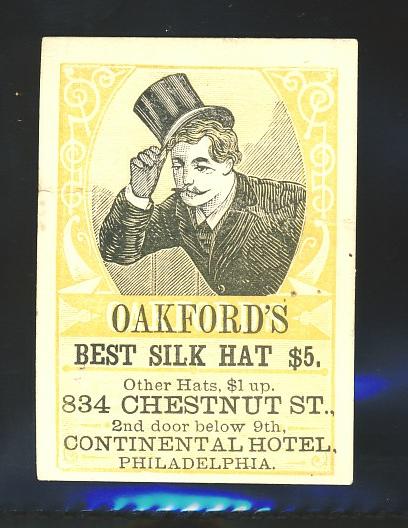 OAKFORD'S
BEST SILK HAT $5.
Other Hats, $1 up.
834 CHESTNUT ST.,
2nd door below 9th,
CONTINENTAL HOTEL,
PHILADELPHIA.